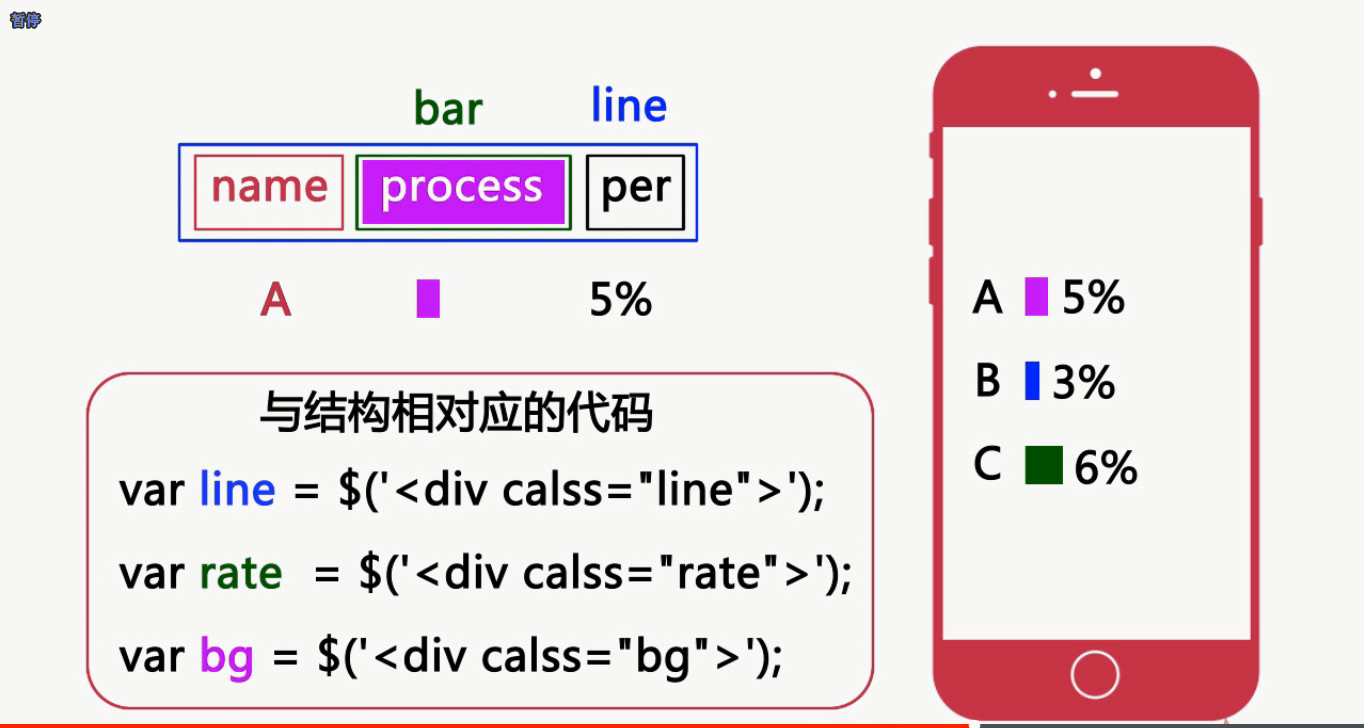 暂停
bar line
name process per
A 5%
A 5%
B 3%
C 6%
与结构相对应的代码
var line = $('<div calss="line">');
var rate = $('<div calss="rate">');
var bg = $('<div calss="bg">');